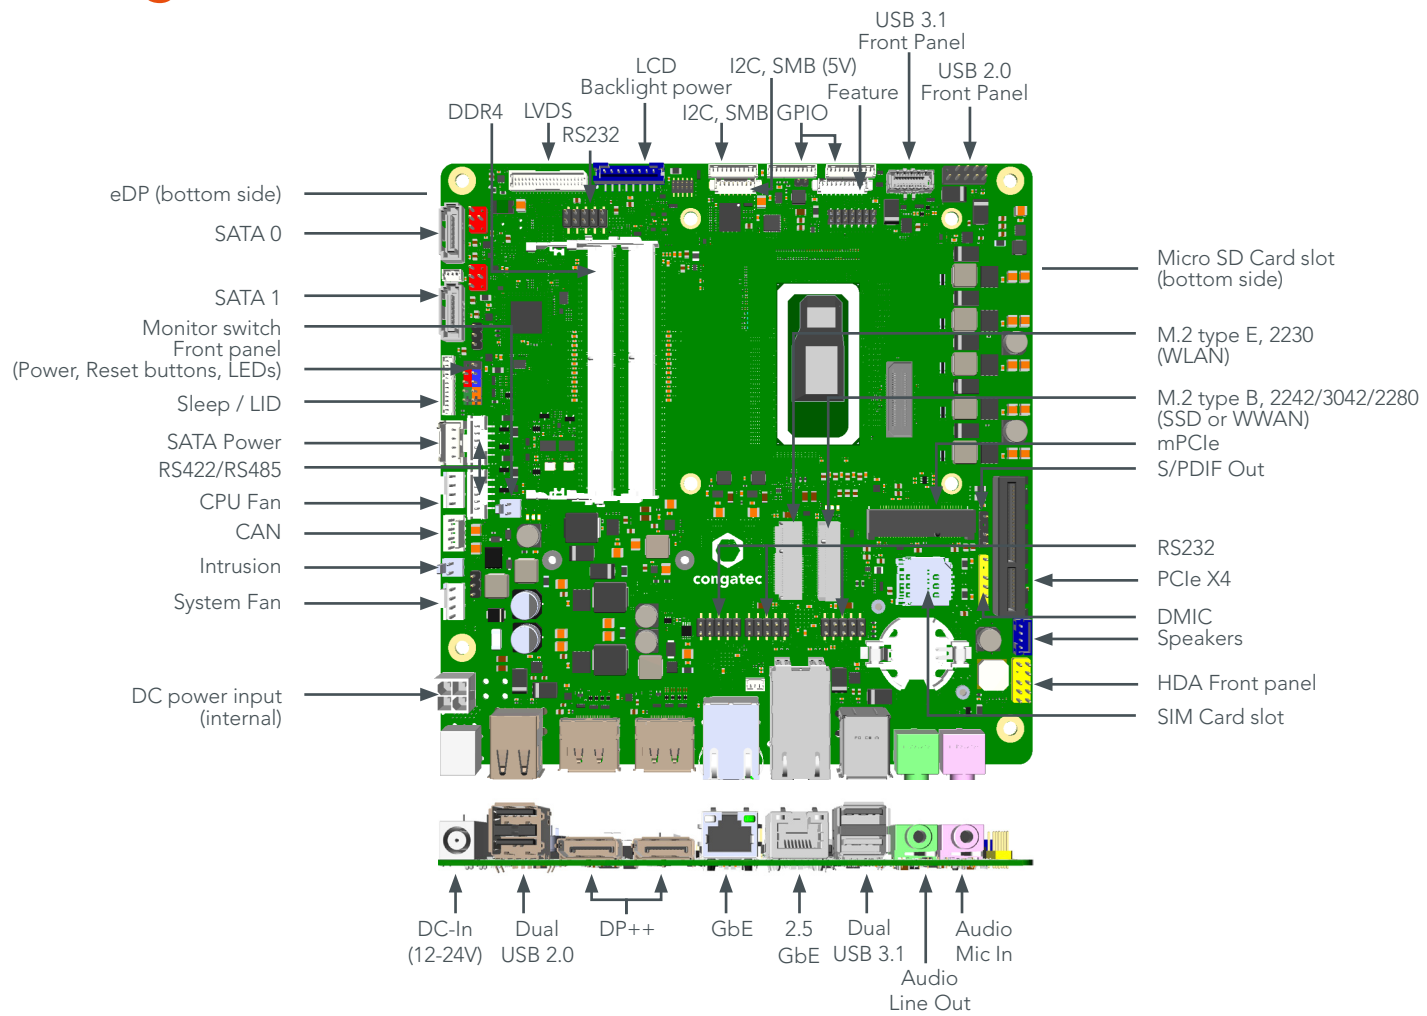 USB 3.1
Front Panel
LCD
Backlight power
I2C, SMB (5V)
USB 2.0
Front Panel
Feature
DDR4
LVDS
RS232
I2C, SMB
GPIO
eDP (bottom side)
SATA 0
SATA 1
Monitor switch
Front panel
(Power, Reset buttons, LEDs)
Sleep / LID
SATA Power
RS422/RS485
CPU Fan
CAN
Intrusion
System Fan
DC power input
(internal)
Micro SD Card slot
(bottom side)
M.2 type E, 2230
(WLAN)
M.2 type B, 2242/3042/2280
(SSD or WWAN)
mPCIe
S/PDIF Out
RS232
PCIe X4
DMIC
Speakers
HDA Front panel
SIM Card slot
congatec
DC-In
(12-24V)
Dual
USB 2.0
DP++
GbE
2.5
GbE
Dual
USB 3.1
Audio
Mic In
Audio
Line Out